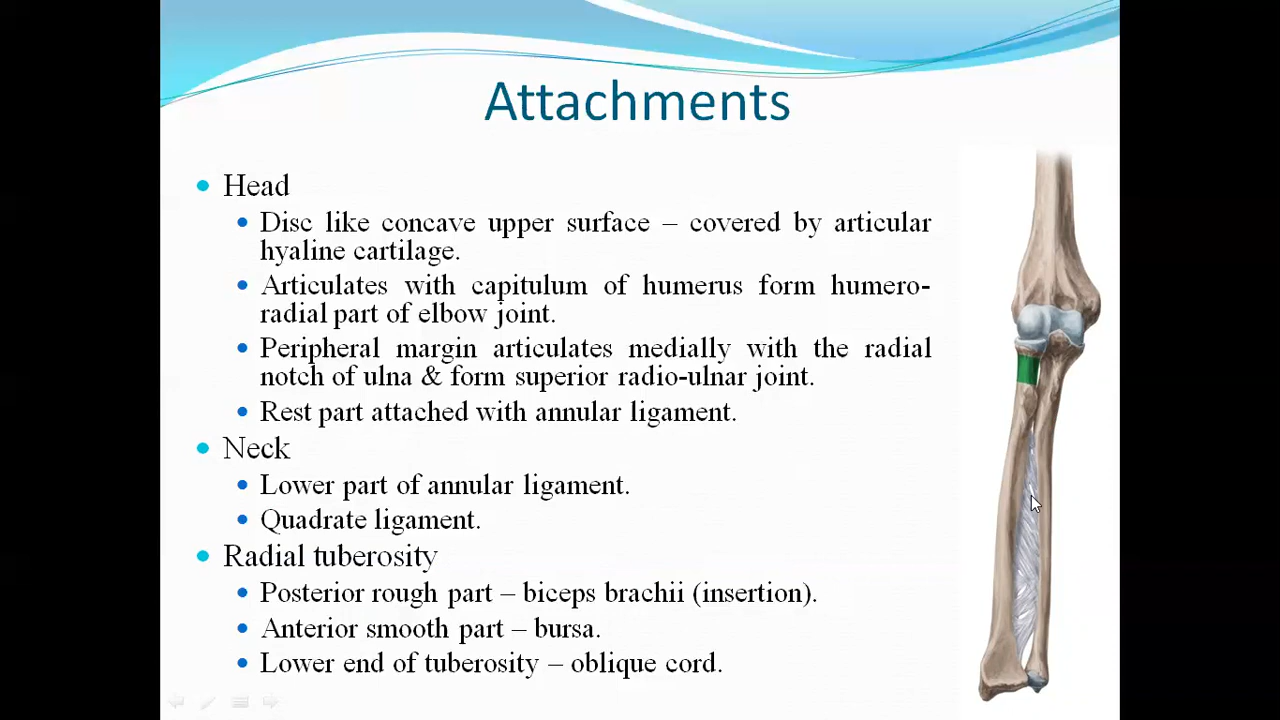 Attachments
• Head
• Disc like concave upper surface – covered by articular
hyaline cartilage.
• Articulates with capitulum of humerus form humero-
radial part of elbow joint.
• Peripheral margin articulates medially with the radial
notch of ulna & form superior radio-ulnar joint.
• Rest part attached with annular ligament.
• Neck
• Lower part of annular ligament.
• Quadrate ligament.
• Radial tuberosity
• Posterior rough part – biceps brachii (insertion).
• Anterior smooth part – bursa.
• Lower end of tuberosity – oblique cord.